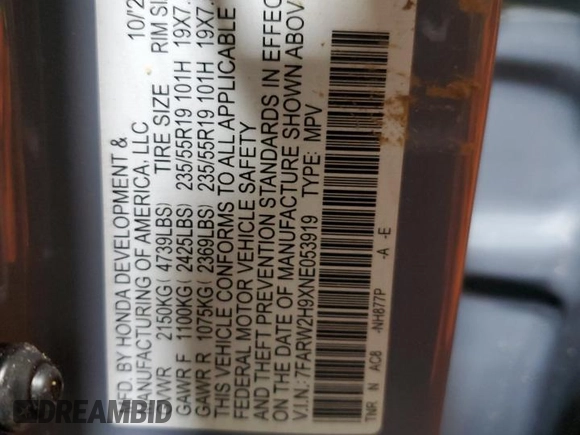 MFD. BY HONDA DEVELOPMENT & 10/2
MANUFACTURING OF AMERICA, LLC
TIRE SIZE RIM SI
GVWR 2150KG( 4739LBS)
GAWR F 1100KG( 2425LBS) 235/55R19 101H 19X7.
GAWR R 1075KG( 2369LBS) 235/55R19 101H 19X7.
THIS VEHICLE CONFORMS TO ALL APPLICABLE
FEDERAL MOTOR VEHICLE SAFETY
AND THEFT PREVENTION STANDARDS IN EFFEC
ON THE DATE OF MANUFACTURE SHOWN ABOV
V.I.N.: 7FARW2H9XNE053919 TYPE: MPV
TNR N AC8 -NH877P -A -E
DREAMBID